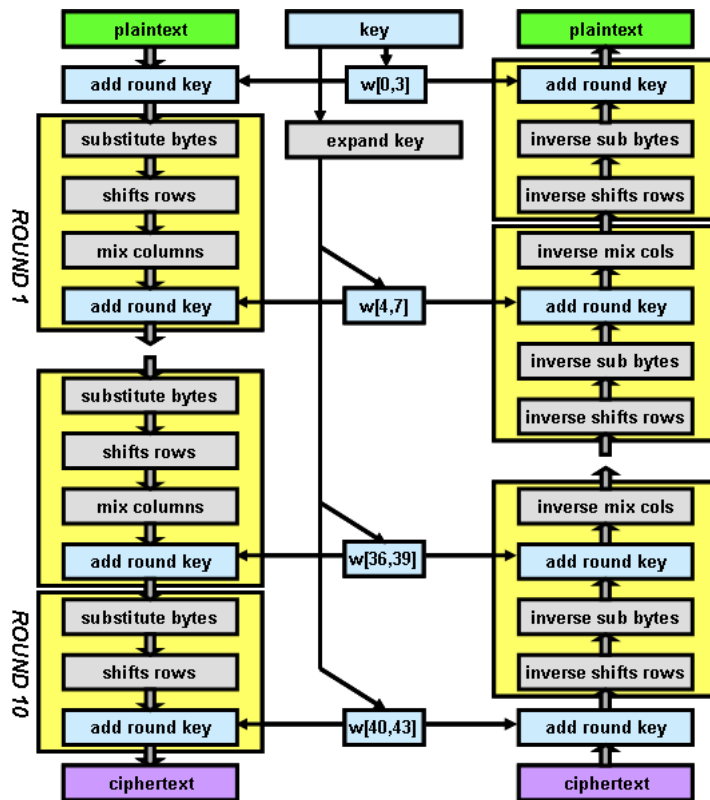 plaintext
add round key
ROUND 1
substitute bytes
shifts rows
mix columns
add round key
substitute bytes
shifts rows
mix columns
add round key
ROUND 10
substitute bytes
shifts rows
add round key
ciphertext
key
w[0,3]
expand key
w[4,7]
w[36,39]
w[40,43]
plaintext
add round key
inverse sub bytes
inverse shifts rows
inverse mix cols
add round key
inverse sub bytes
inverse shifts rows
inverse mix cols
add round key
inverse sub bytes
inverse shifts rows
add round key
ciphertext